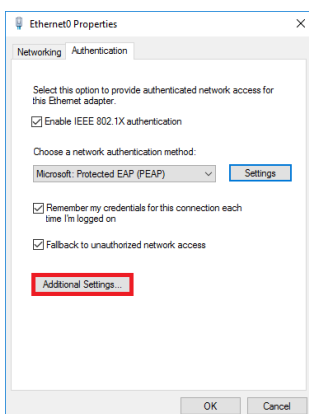 Ethernet0 Properties
Networking Authentication
Select this option to provide authenticated network access for
this Ethernet adapter.
Enable IEEE 802.1X authentication
Choose a network authentication method:
Microsoft: Protected EAP (PEAP) Settings
Remember my credentials for this connection each
time I'm logged on
Fallback to unauthorized network access
Additional Settings...
OK Cancel